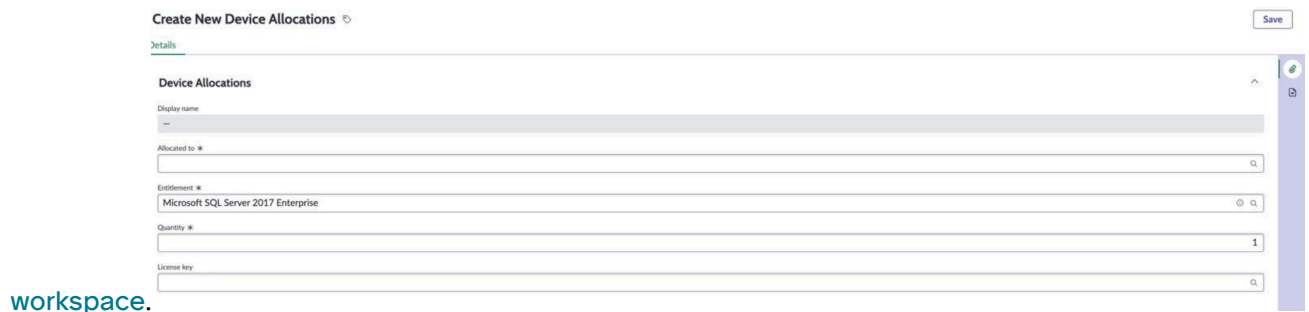 Create New Device Allocations
Save
Details
Device Allocations
Display name
—
Allocated to *
Entitlement *
Microsoft SQL Server 2017 Enterprise
Quantity *
1
License key
workspace.